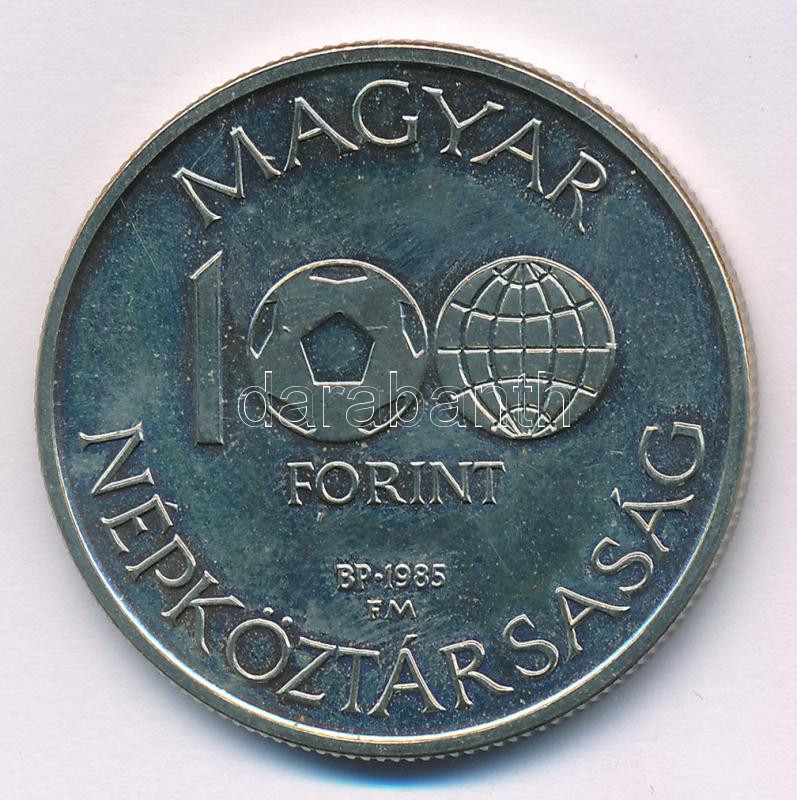 MAGYAR
100
FORINT
BP·1985
FM
NÉPKÖZTÁRSASÁG
darabanth